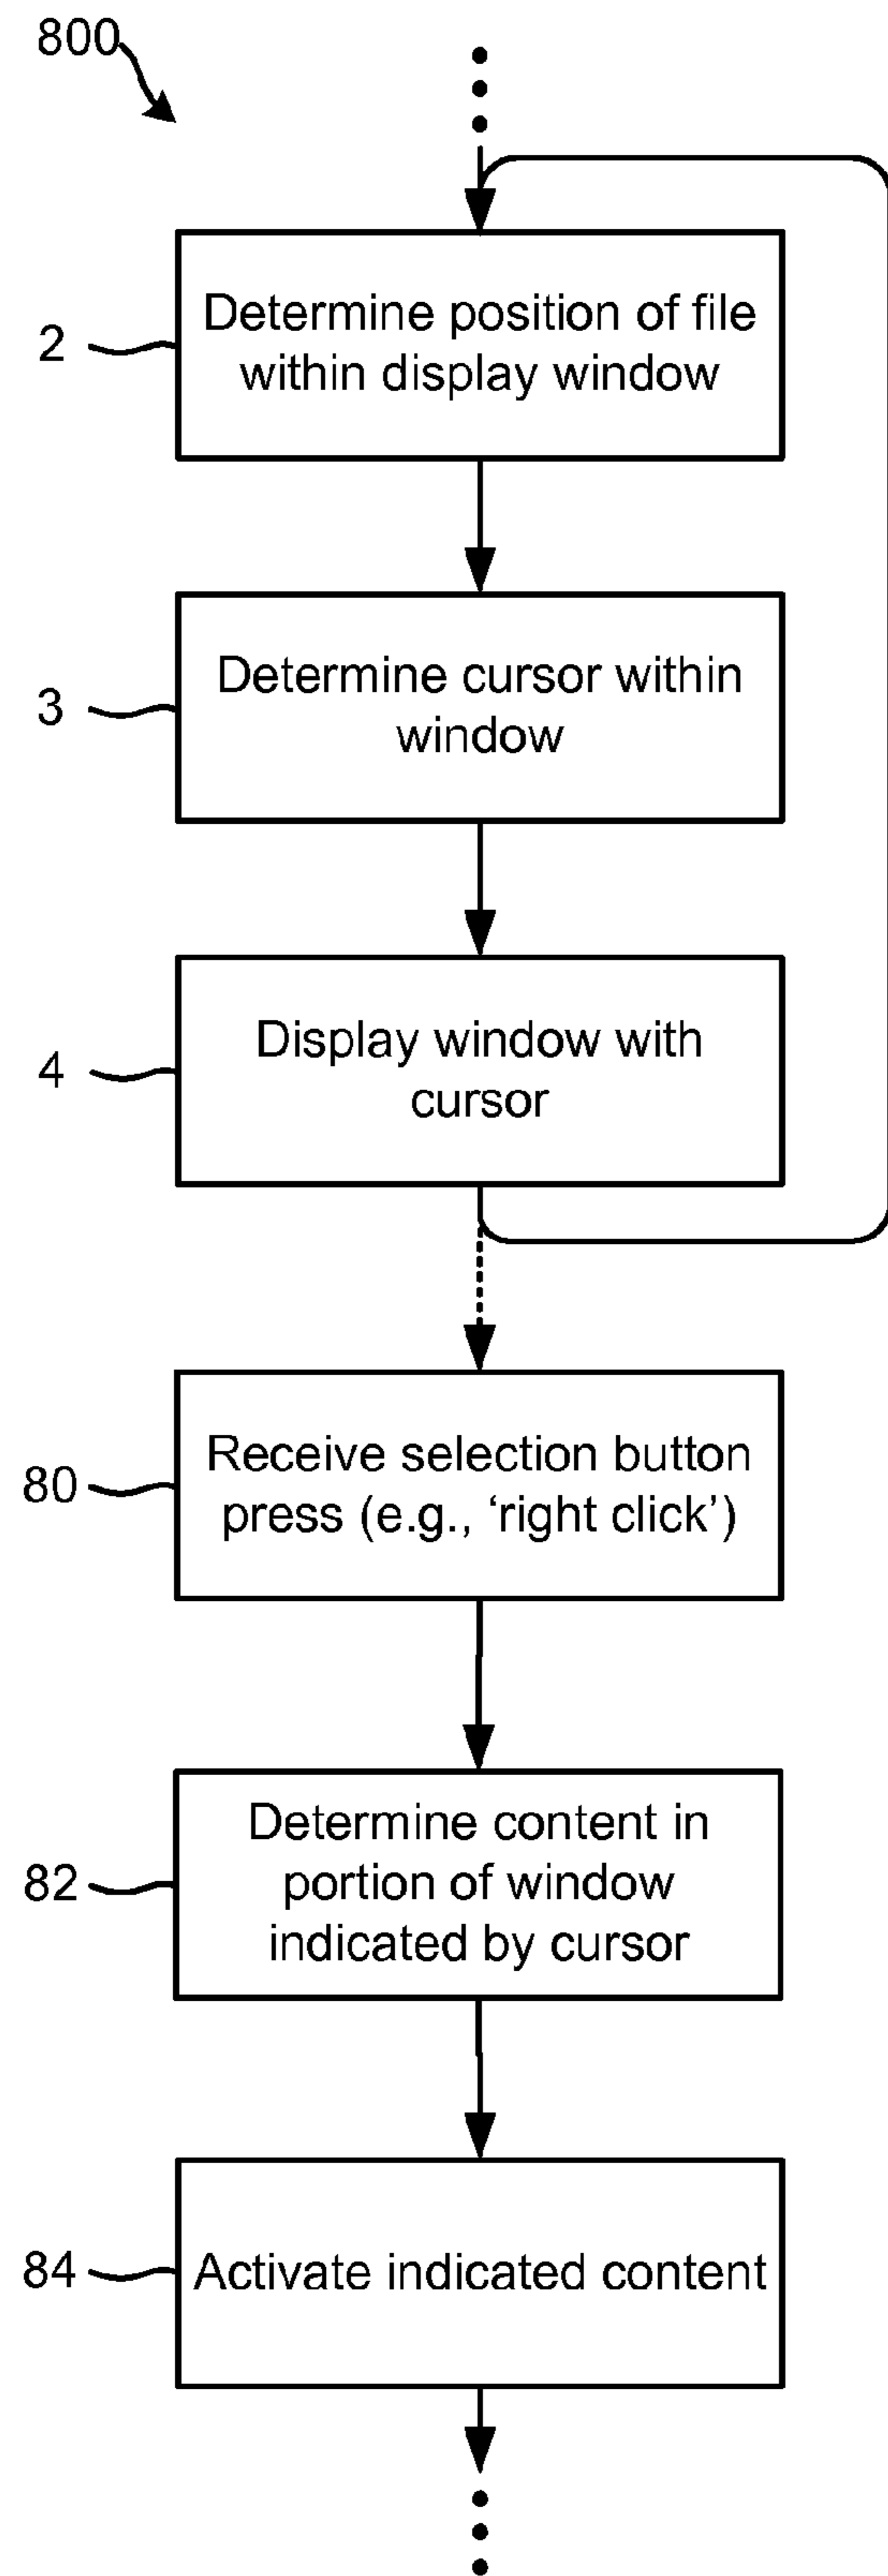 800
2
Determine position of file
within display window
3
Determine cursor within
window
4
Display window with
cursor
80
Receive selection button
press (e.g., ‘right click’)
82
Determine content in
portion of window
indicated by cursor
84
Activate indicated content